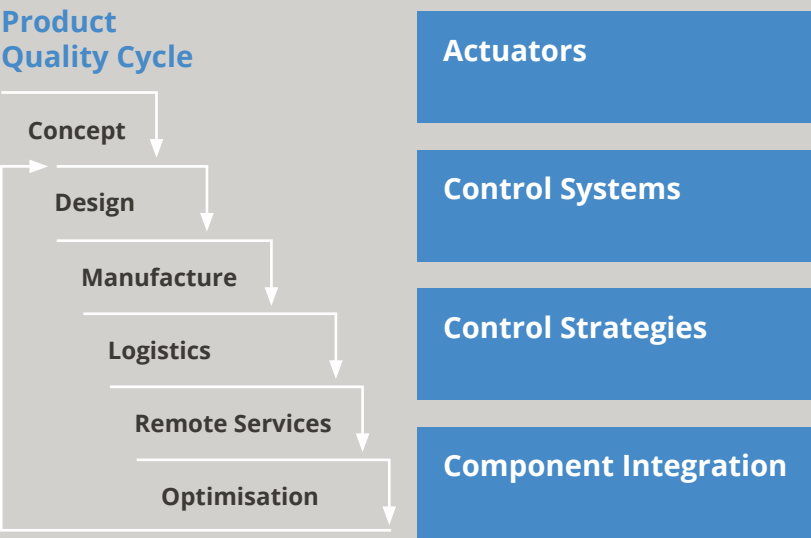 Product
Quality Cycle
Concept
Design
Manufacture
Logistics
Remote Services
Optimisation
Actuators
Control Systems
Control Strategies
Component Integration